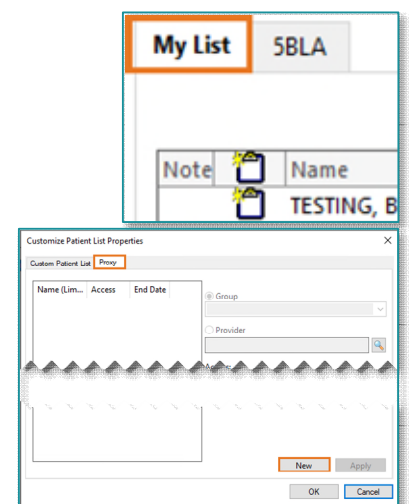 My List 5BLA
Note Name
TESTING, B
Customize Patient List Properties
Custom Patient List Proxy
Name (Lim... Access End Date
Group
Provider
New Apply
OK Cancel